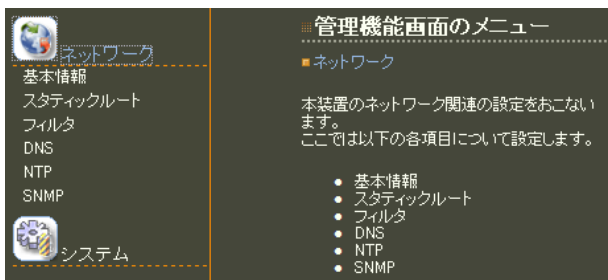 ネットワーク
基本情報
スタティックルート
フィルタ
DNS
NTP
SNMP
システム
管理機能画面のメニュー
ネットワーク
本装置のネットワーク関連の設定をおこない
ます。
ここでは以下の各項目について設定します。
基本情報
スタティックルート
フィルタ
DNS
NTP
SNMP